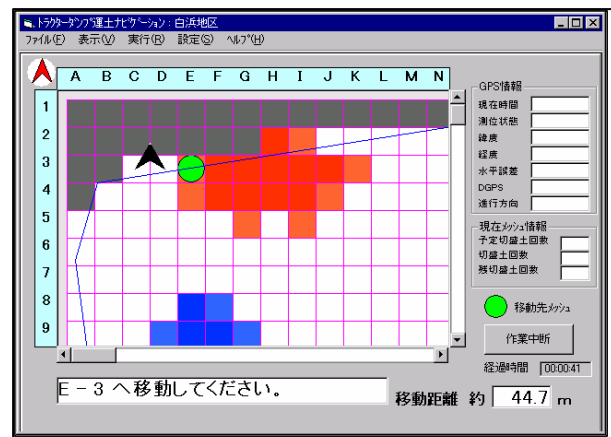 トラクターダンプ運土ナビゲーション：白浜地区
ファイル(F) 表示(V) 実行(R) 設定(S) ヘルプ(H)
A B C D E F G H I J K L M N
1
2
3
4
5
6
7
8
9
GPS情報
現在時間
測位状態
緯度
経度
水平誤差
DGPS
進行方向
現在メッシュ情報
予定切盛土回数
切盛土回数
残切盛土回数
移動先メッシュ
作業中断
経過時間 00:00:41
E－3 へ移動してください。
移動距離 約 44.7 m